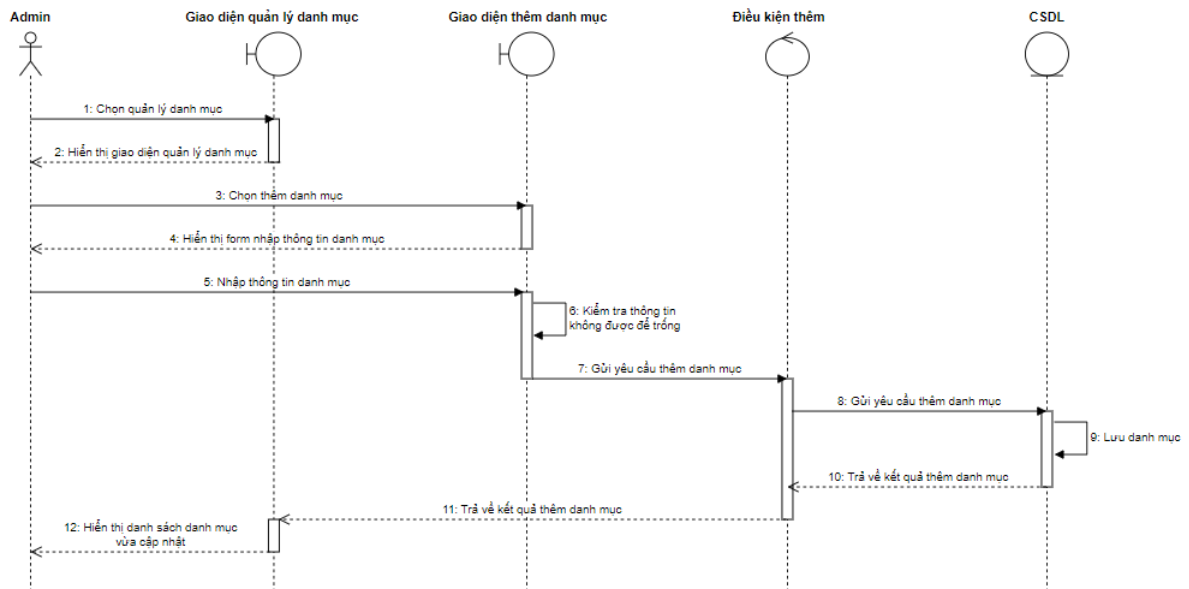 Admin
Giao diện quản lý danh mục
Giao diện thêm danh mục
Điều kiện thêm
CSDL
1: Chọn quản lý danh mục
2: Hiển thị giao diện quản lý danh mục
3: Chọn thêm danh mục
4: Hiển thị form nhập thông tin danh mục
5: Nhập thông tin danh mục
6: Kiểm tra thông tin
không được để trống
7: Gửi yêu cầu thêm danh mục
8: Gửi yêu cầu thêm danh mục
9: Lưu danh mục
10: Trả về kết quả thêm danh mục
11: Trả về kết quả thêm danh mục
12: Hiển thị danh sách danh mục
vừa cập nhật